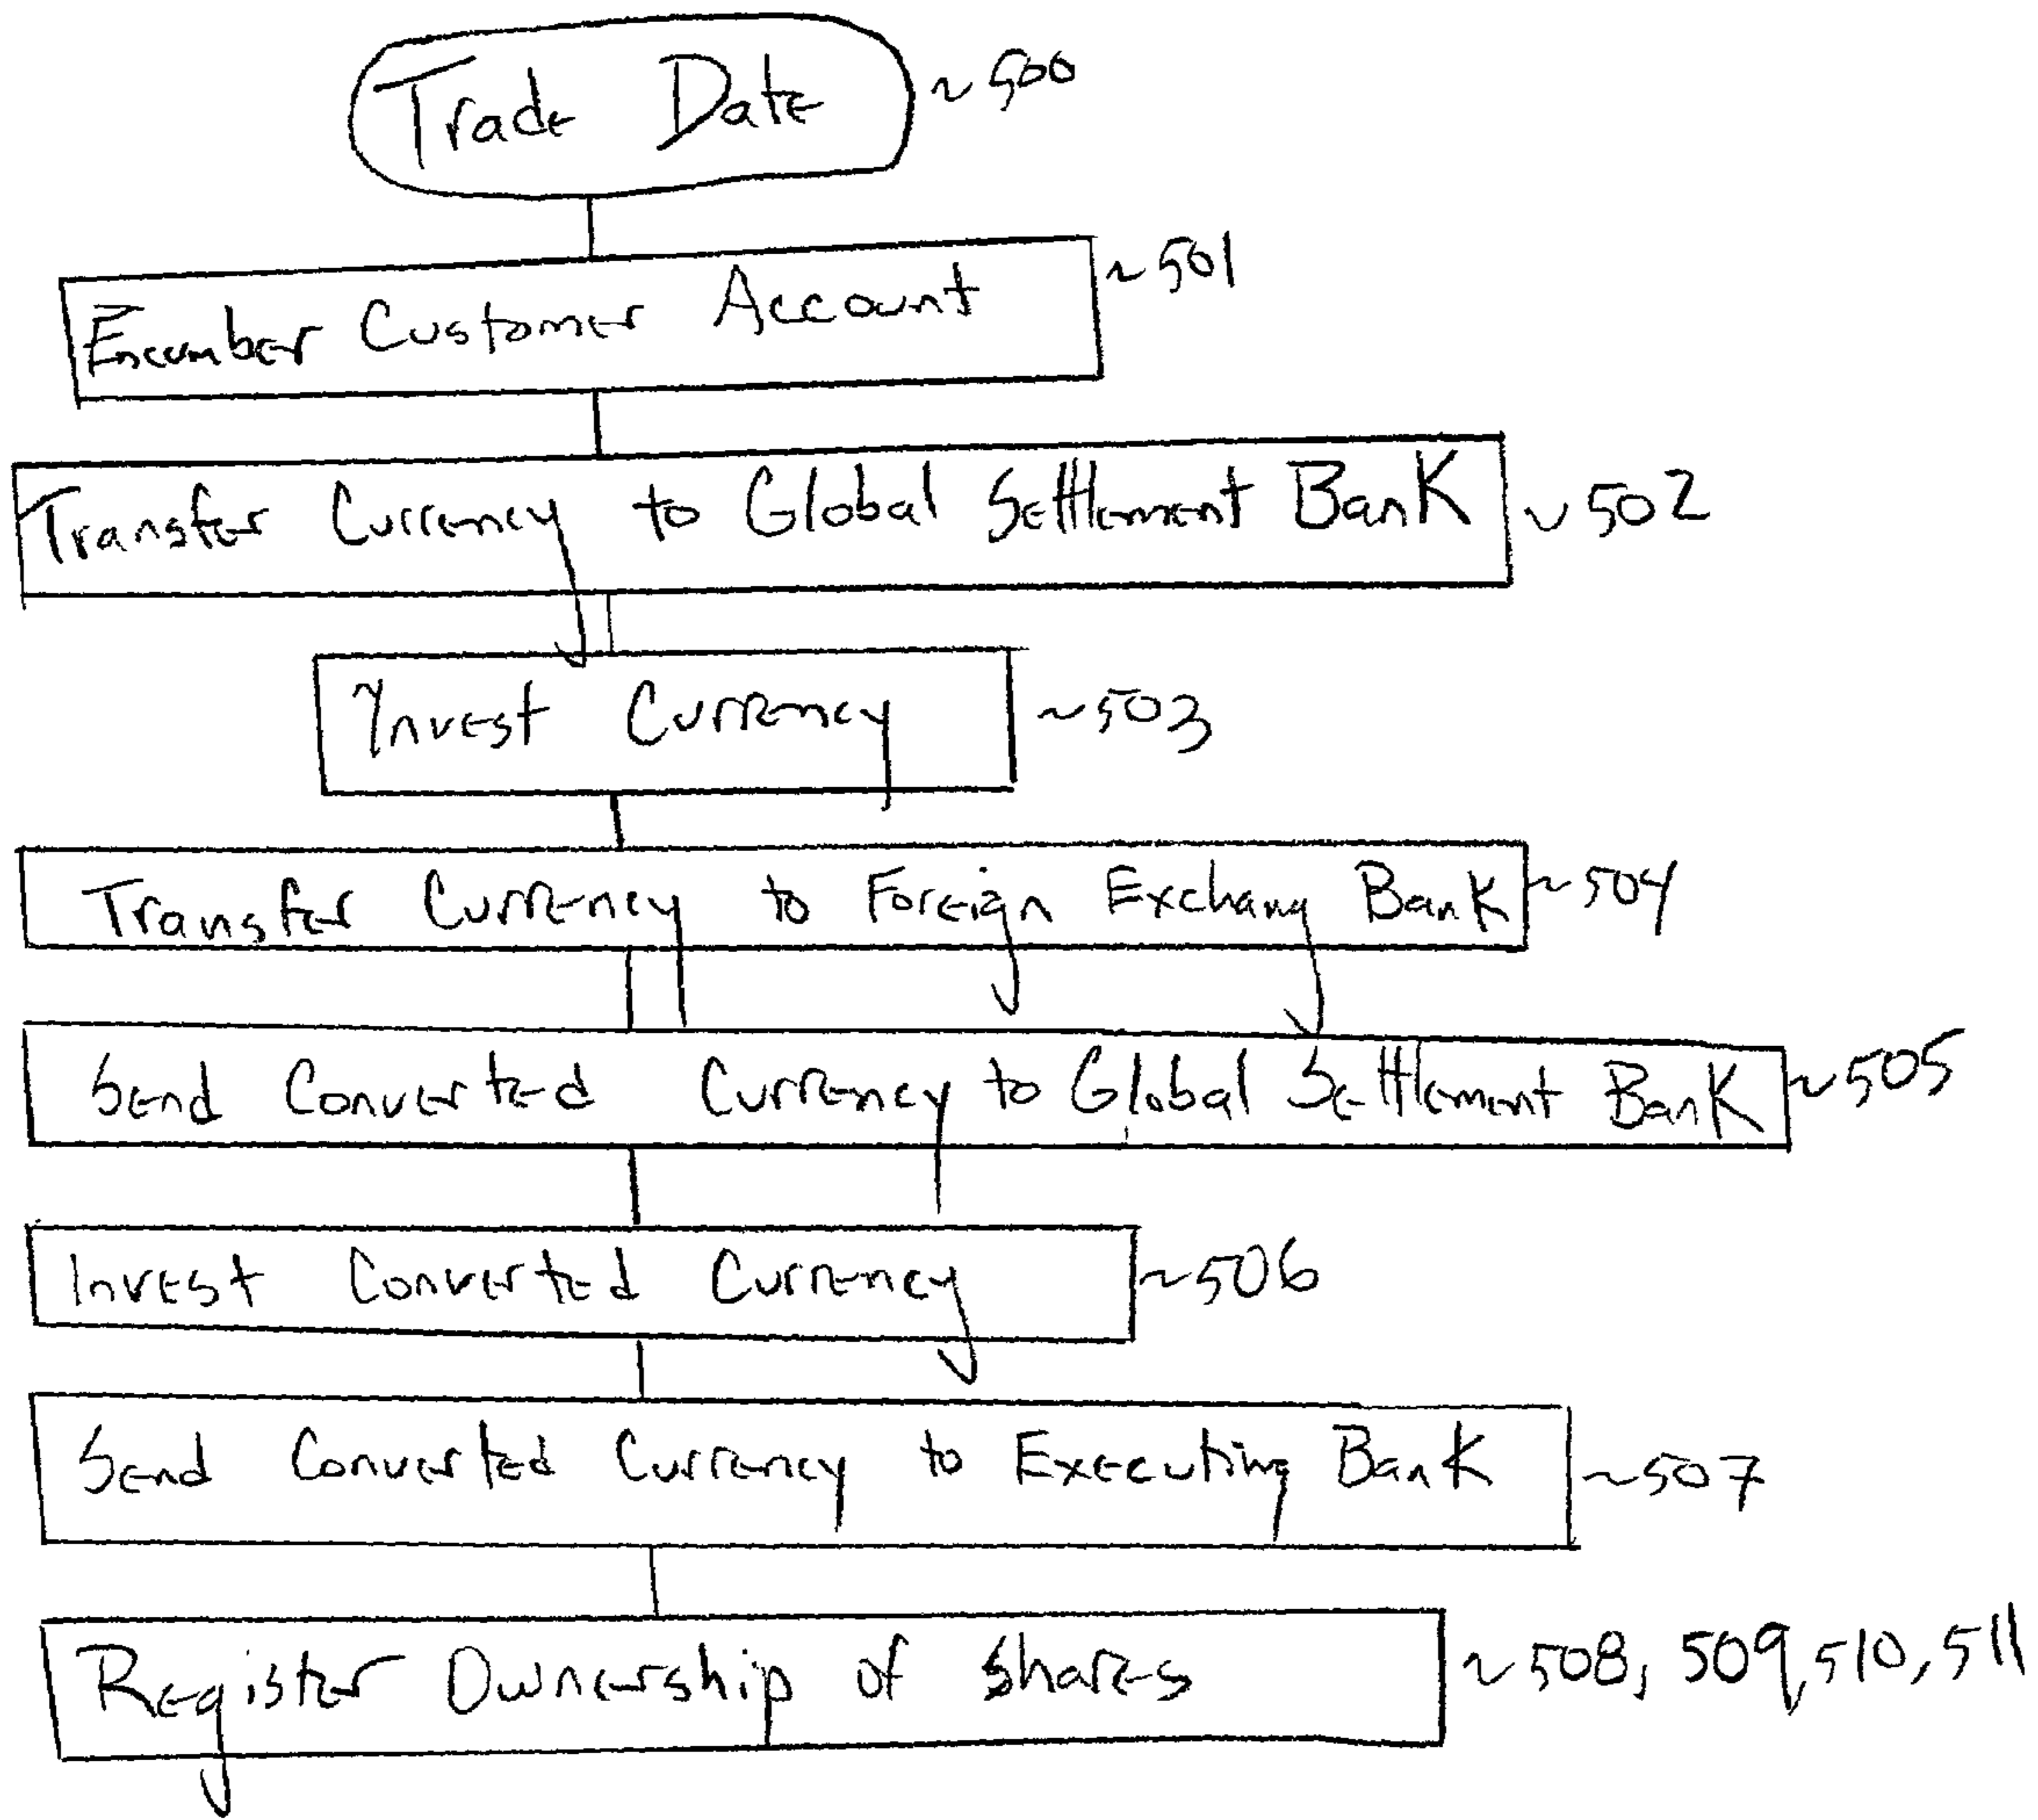 Trade Date ~500
Encumber Customer Account ~501
Transfer Currency to Global Settlement Bank ~502
Invest Currency ~503
Transfer Currency to Foreign Exchang Bank ~504
Send Converted Currency to Global Settlement Bank ~505
Invest Converted Currency ~506
Send Converted Currency to Executing Bank ~507
Register Ownership of Shares ~508, 509, 510, 511